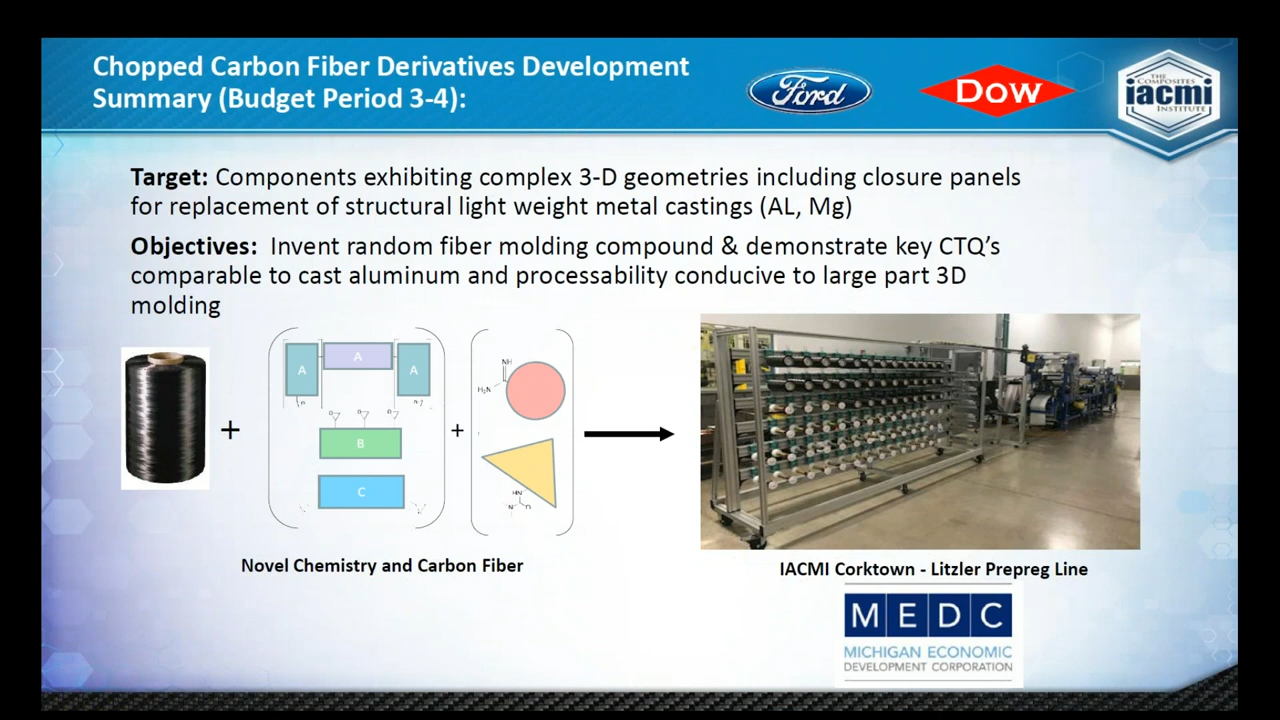 Chopped Carbon Fiber Derivatives Development
Summary (Budget Period 3-4):
Ford
Dow
THE
COMPOSITES
iacmi
INSTITUTE
Target: Components exhibiting complex 3-D geometries including closure panels
for replacement of structural light weight metal castings (AL, Mg)
Objectives: Invent random fiber molding compound & demonstrate key CTQ's
comparable to cast aluminum and processability conducive to large part 3D
molding
+
A
A
A
B
C
+
NH
H₂N
HN
Novel Chemistry and Carbon Fiber
IACMI Corktown - Litzler Prepreg Line
MEDC
MICHIGAN ECONOMIC
DEVELOPMENT CORPORATION